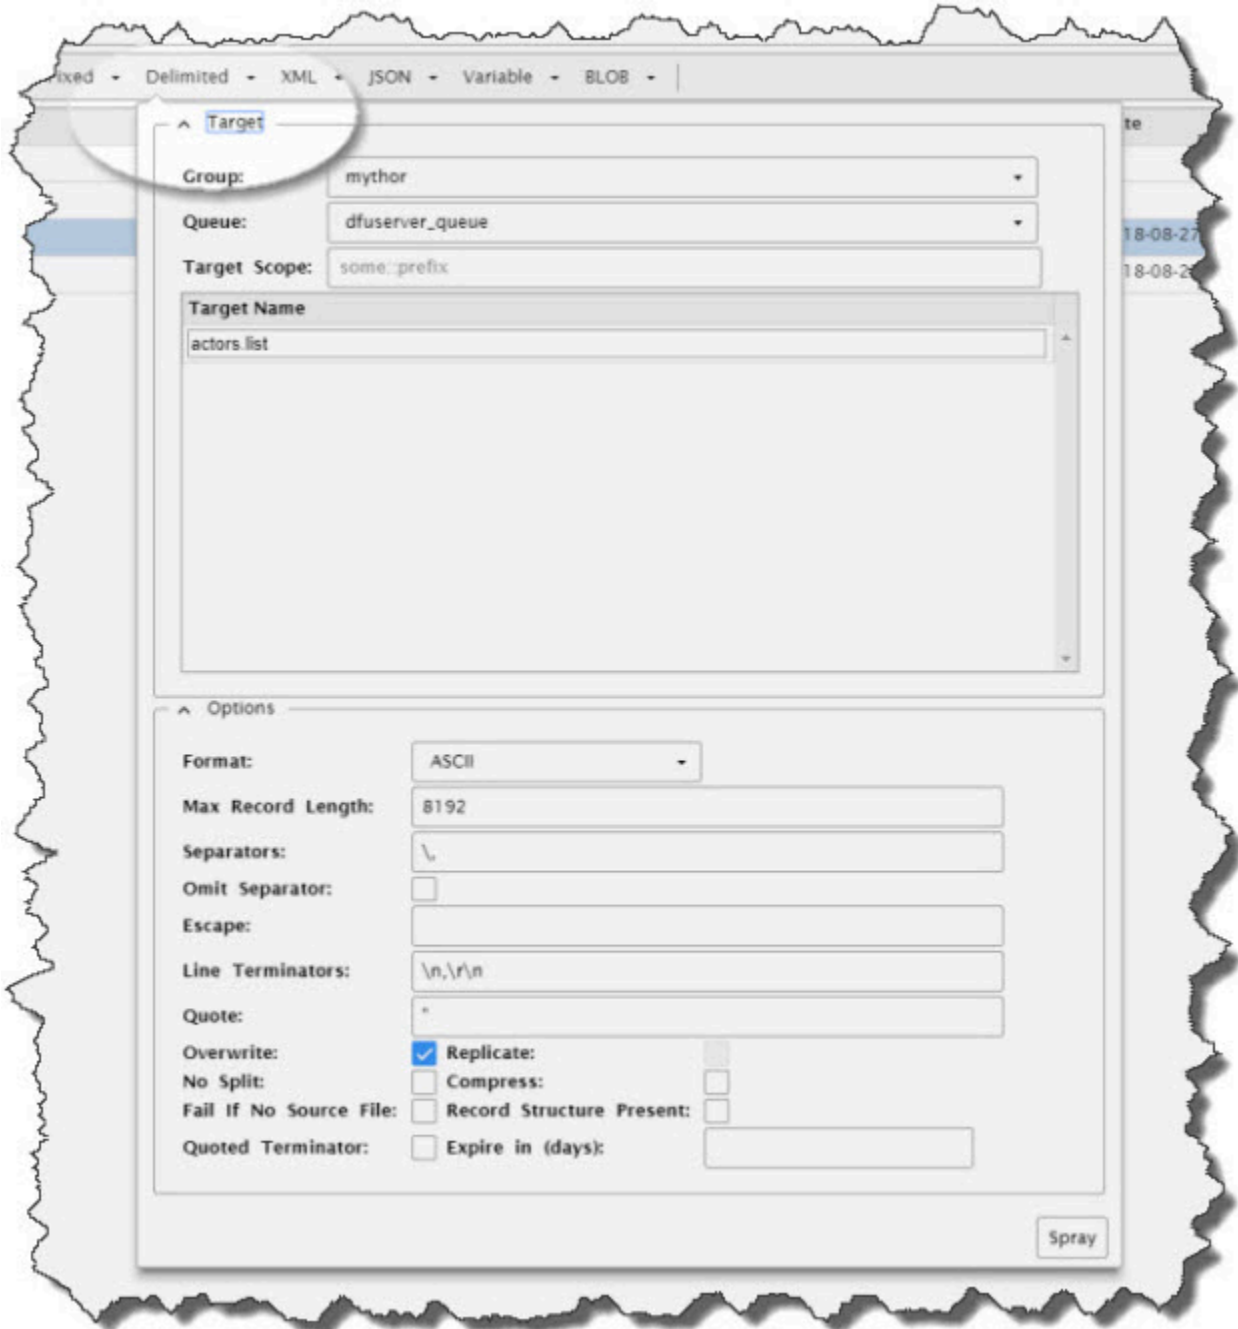 ixed Delimited XML JSON Variable BLOB
Target
te
Group: mythor
Queue: dfuserver_queue
18-08-27
Target Scope: some::prefix
18-08-2
Target Name
actors.list
Options
Format: ASCII
Max Record Length: 8192
Separators: \,
Omit Separator:
Escape:
Line Terminators: \n,\r\n
Quote: "
Overwrite: Replicate:
No Split: Compress:
Fail If No Source File: Record Structure Present:
Quoted Terminator: Expire in (days):
Spray